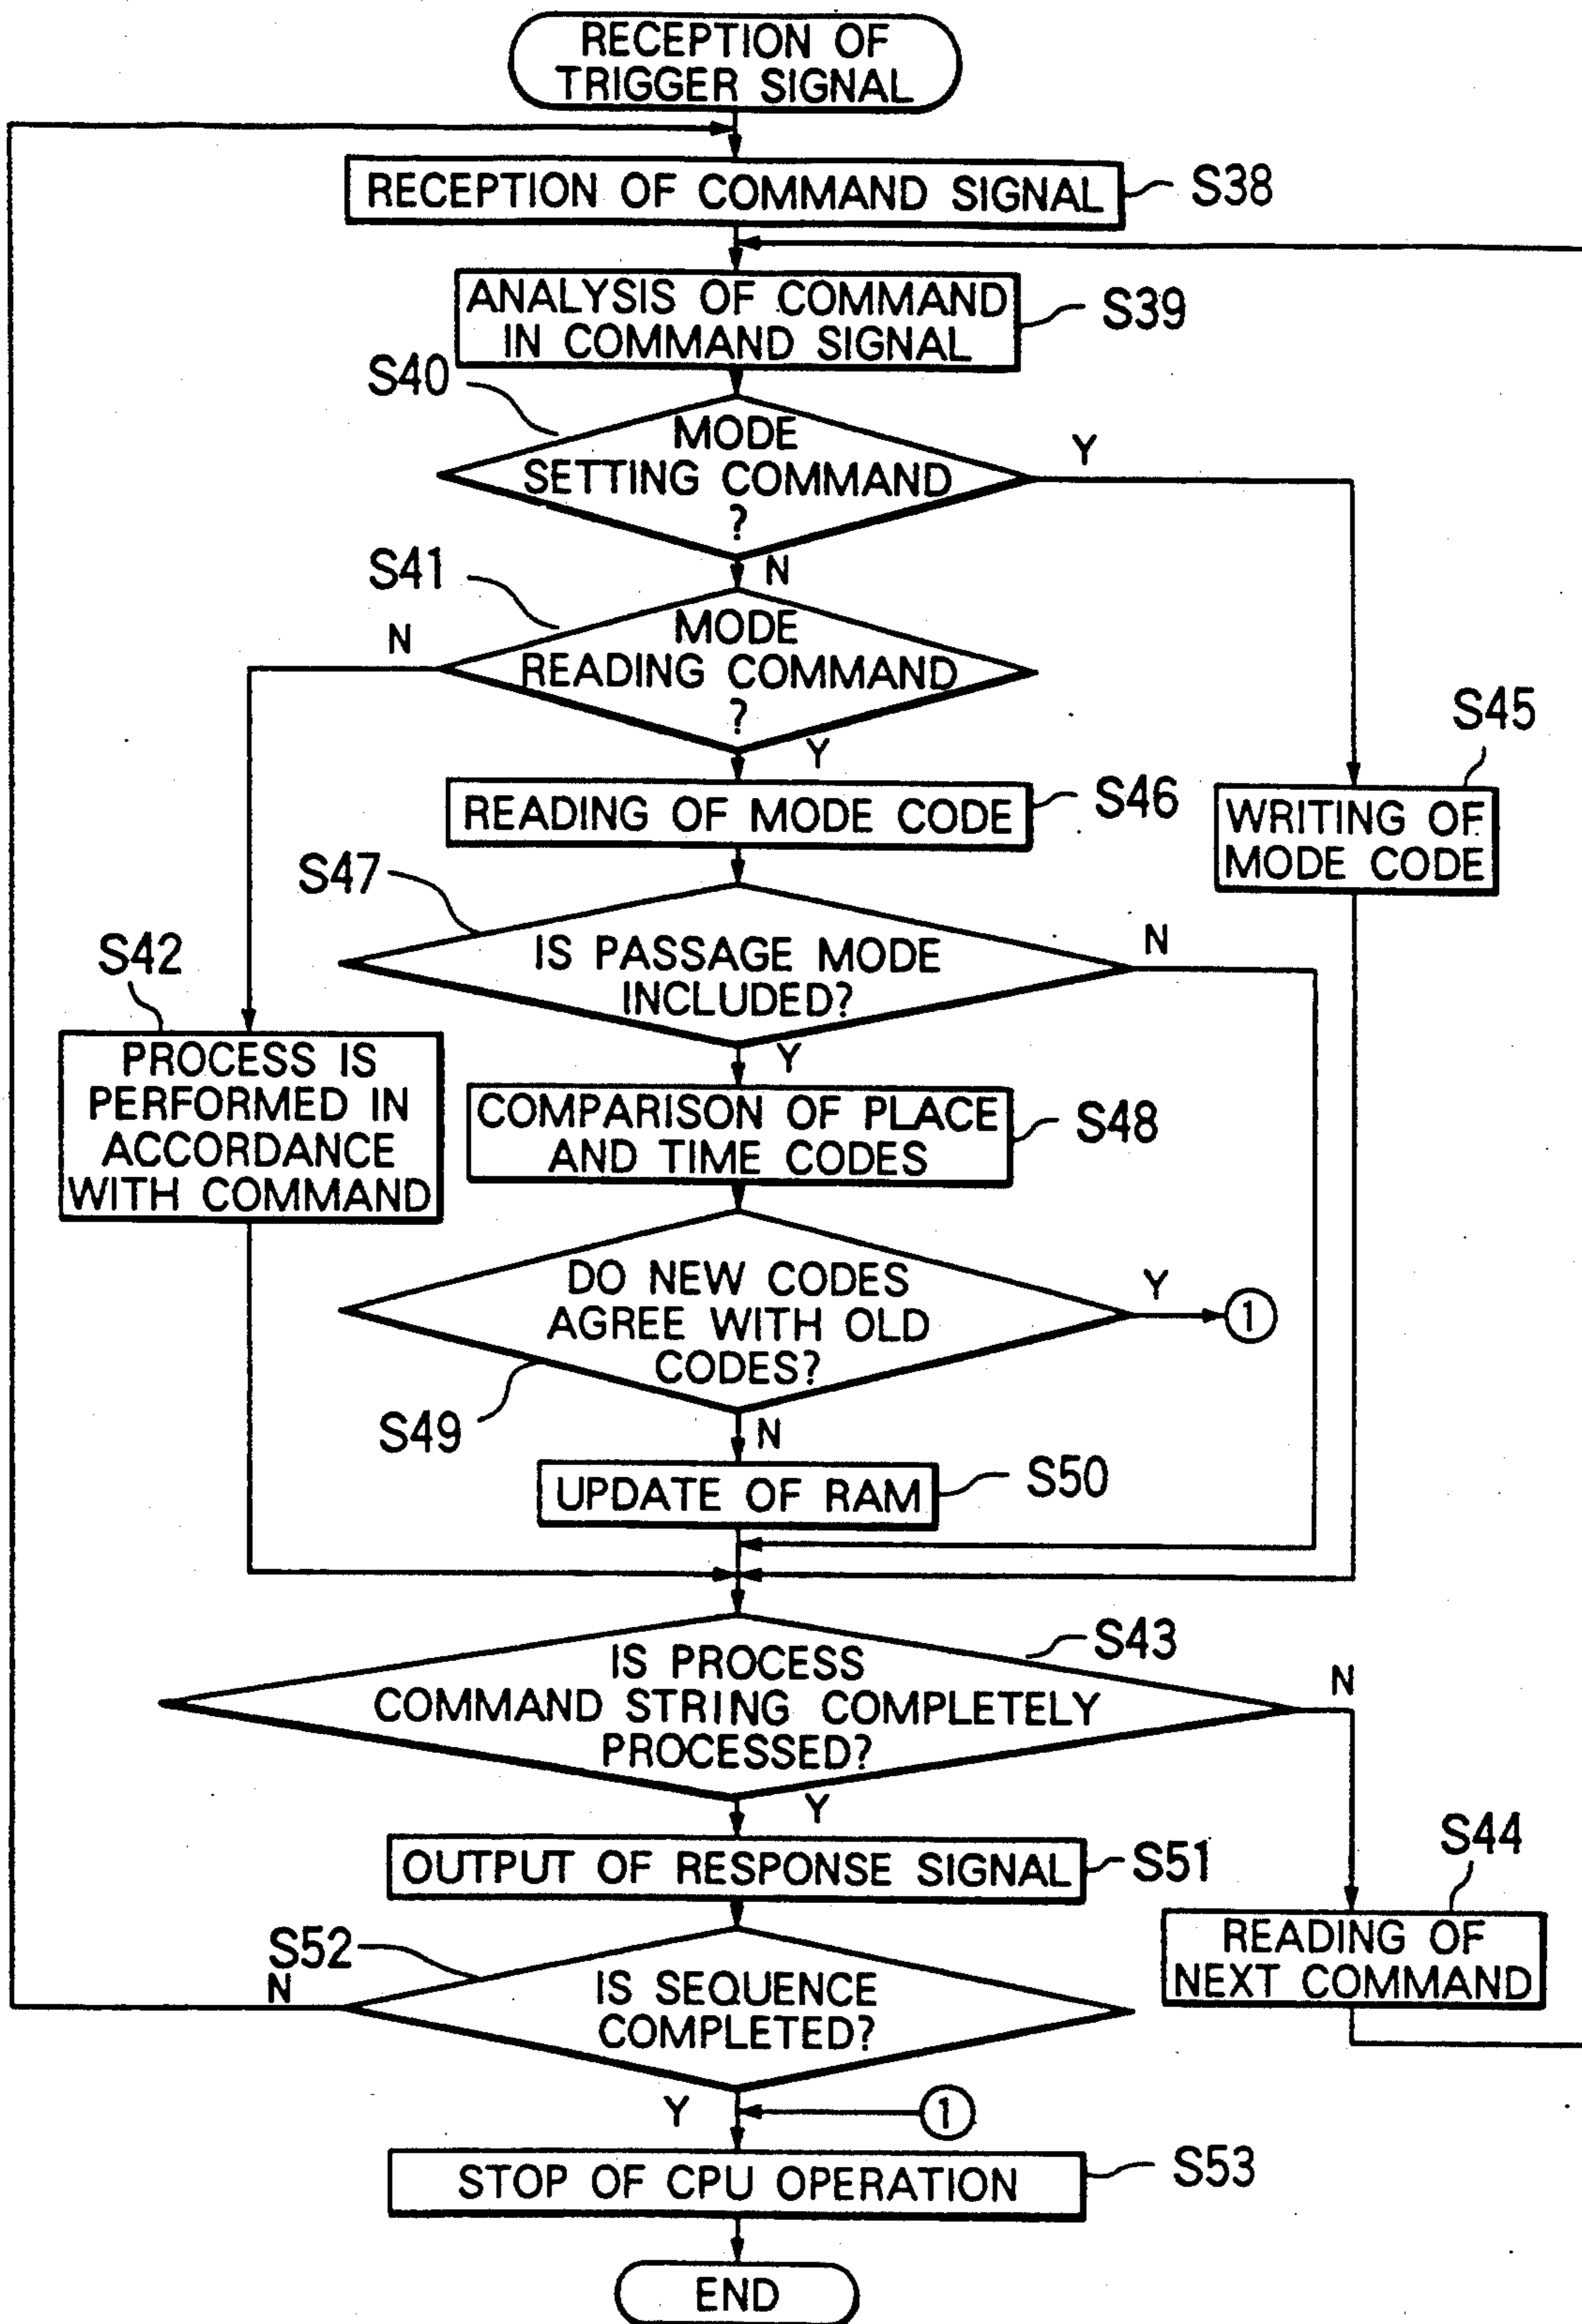 RECEPTION OF
TRIGGER SIGNAL
RECEPTION OF COMMAND SIGNAL
S38
ANALYSIS OF COMMAND
IN COMMAND SIGNAL
S39
S40
MODE
SETTING COMMAND
?
Y
N
S41
MODE
READING COMMAND
?
N
Y
S45
WRITING OF
MODE CODE
READING OF MODE CODE
S46
S47
IS PASSAGE MODE
INCLUDED?
N
Y
S42
PROCESS IS
PERFORMED IN
ACCORDANCE
WITH COMMAND
COMPARISON OF PLACE
AND TIME CODES
S48
DO NEW CODES
AGREE WITH OLD
CODES?
Y
1
S49
N
UPDATE OF RAM
S50
S43
IS PROCESS
COMMAND STRING COMPLETELY
PROCESSED?
N
Y
OUTPUT OF RESPONSE SIGNAL
S51
S44
READING OF
NEXT COMMAND
S52
N
IS SEQUENCE
COMPLETED?
Y
1
STOP OF CPU OPERATION
S53
END